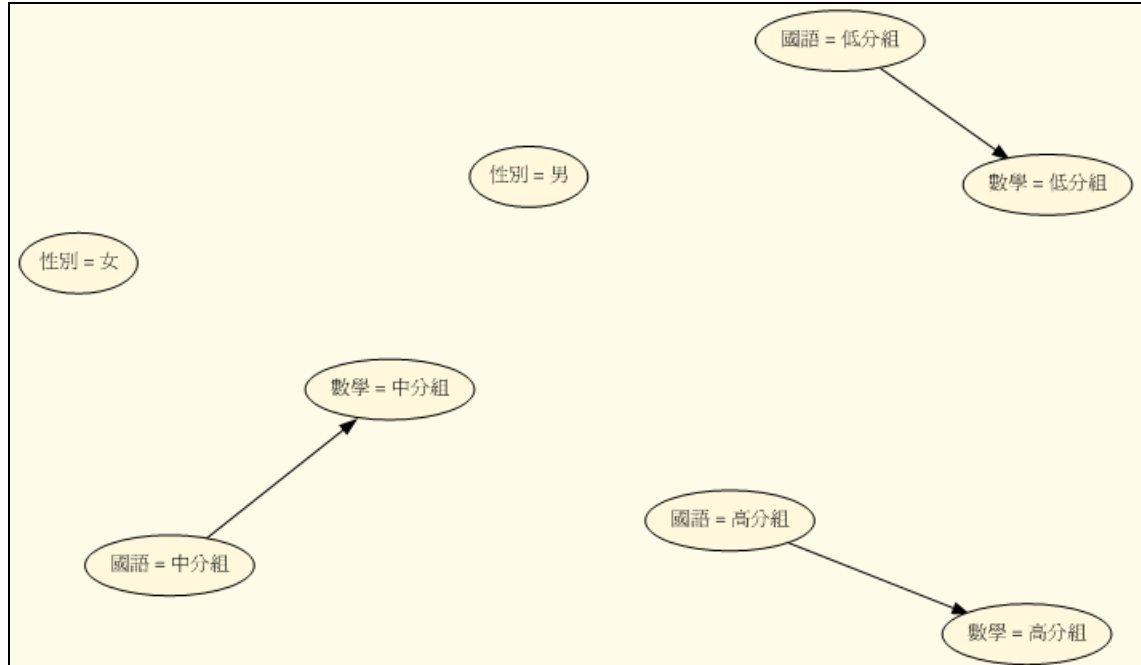 國語 = 低分組
性別 = 男
數學 = 低分組
性別 = 女
數學 = 中分組
國語 = 高分組
國語 = 中分組
數學 = 高分組